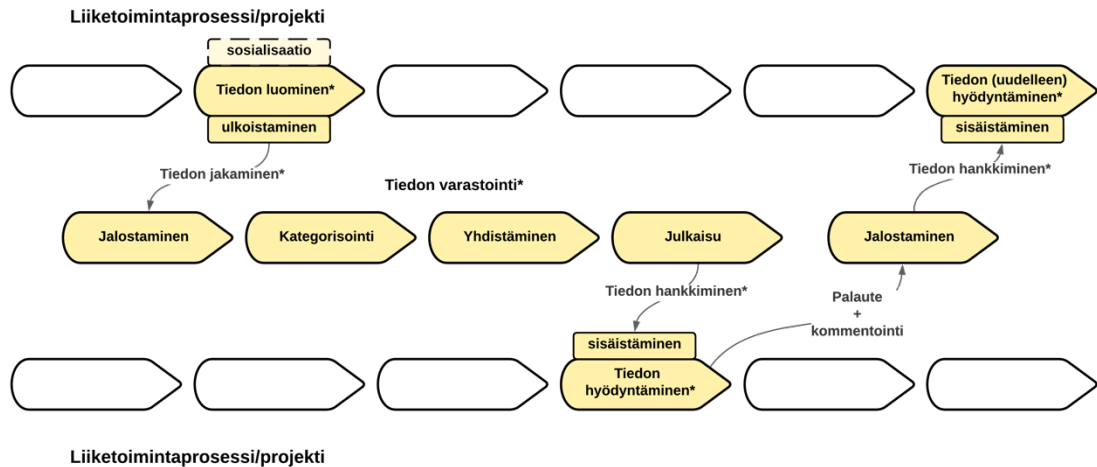 Liiketoimintaprosessi/projekti
sosialisaatio
Tiedon luominen*
ulkoistaminen
Tiedon (uudelleen)
hyödyntäminen*
sisäistäminen
Tiedon jakaminen*
Tiedon hankkiminen*
Tiedon varastointi*
Jalostaminen
Kategorisointi
Yhdistäminen
Julkaisu
Jalostaminen
Tiedon hankkiminen*
Palaute
+
kommentointi
sisäistäminen
Tiedon
hyödyntäminen*
Liiketoimintaprosessi/projekti